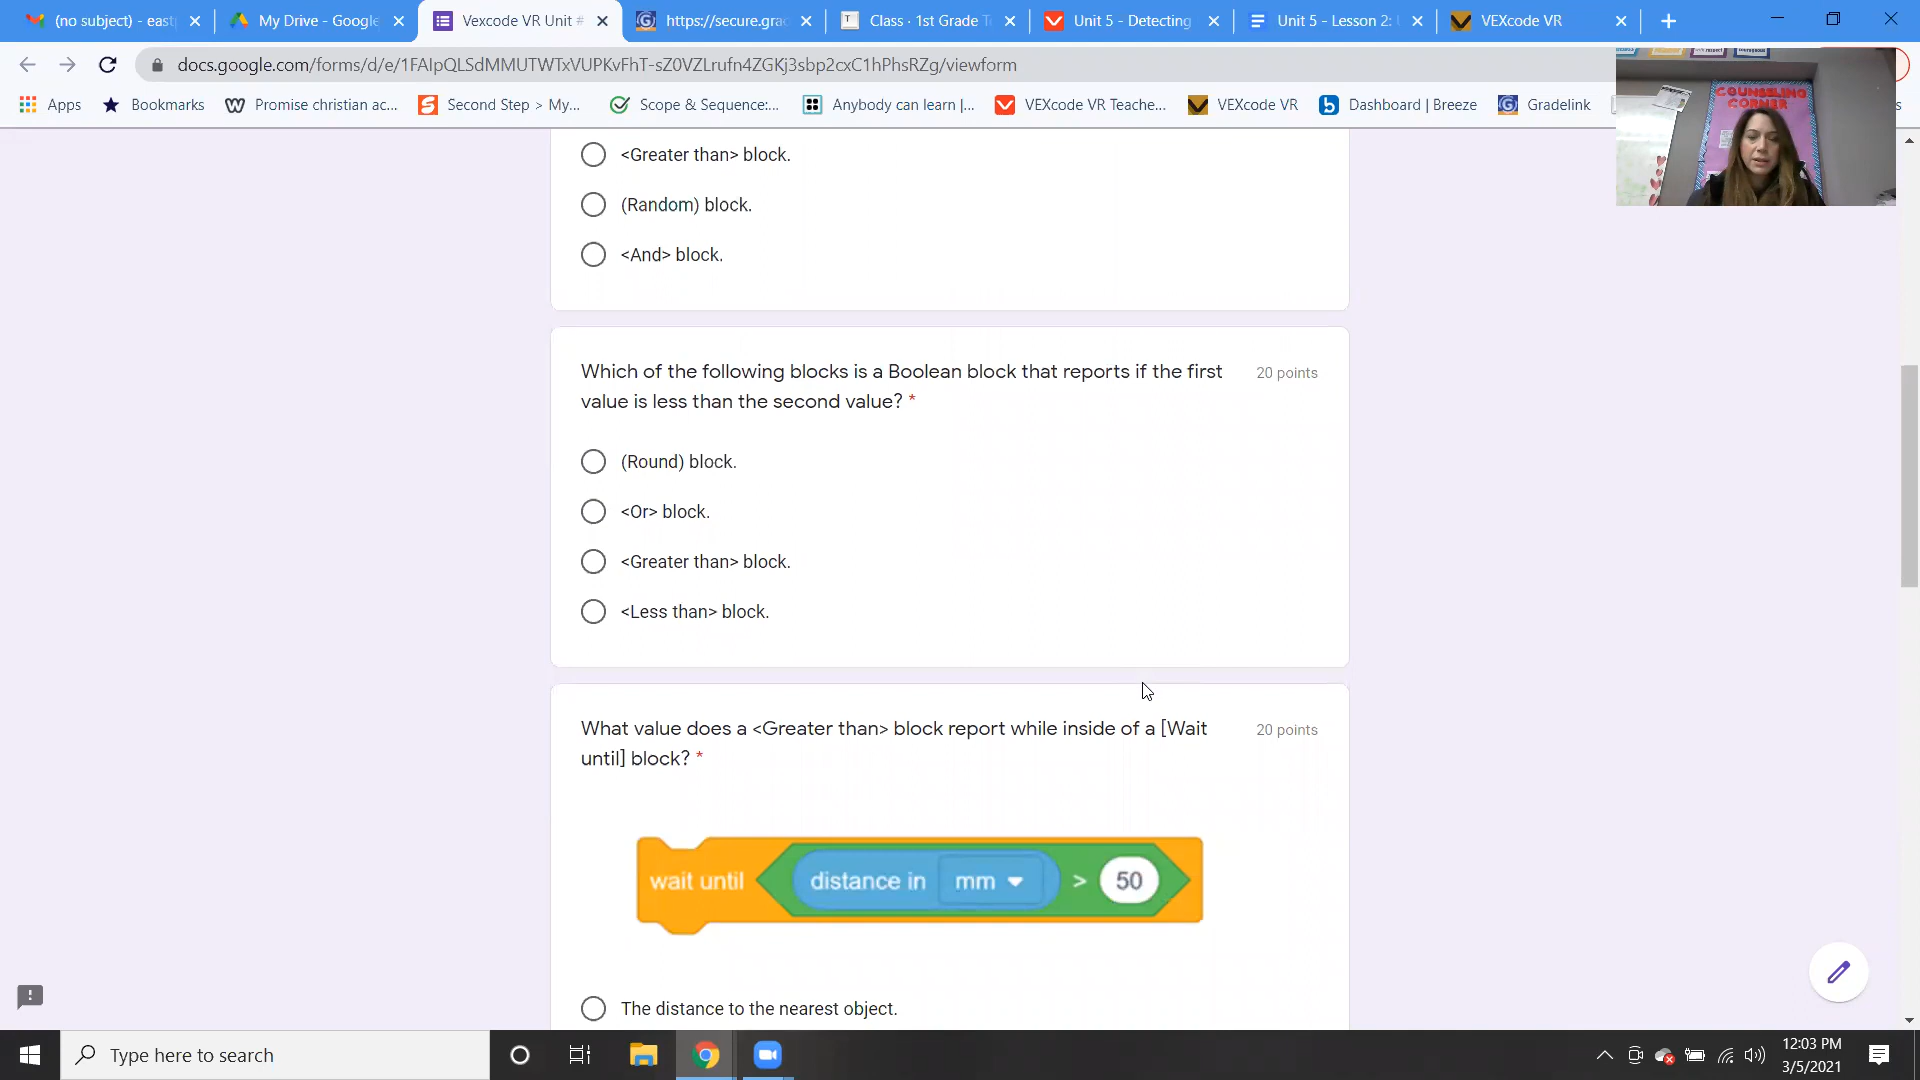 (no subject) - east
My Drive - Google
Vexcode VR Unit #
https://secure.gra
Class · 1st Grade T
Unit 5 - Detecting
Unit 5 - Lesson 2:
VEXcode VR
docs.google.com/forms/d/e/1FAIpQLSdMMUTWTxVUPKvFhT-sZ0VZLrufn4ZGKj3sbp2cxC1hPhsRZg/viewform
Apps
Bookmarks
Promise christian ac...
Second Step > My...
Scope & Sequence:...
Anybody can learn |...
VEXcode VR Teache...
VEXcode VR
Dashboard | Breeze
Gradelink
COUNSELING
CORNER
<Greater than> block.
(Random) block.
<And> block.
Which of the following blocks is a Boolean block that reports if the first
value is less than the second value? *
20 points
(Round) block.
<Or> block.
<Greater than> block.
<Less than> block.
What value does a <Greater than> block report while inside of a [Wait
until] block? *
20 points
wait until distance in mm > 50
The distance to the nearest object.
Type here to search
12:03 PM
3/5/2021